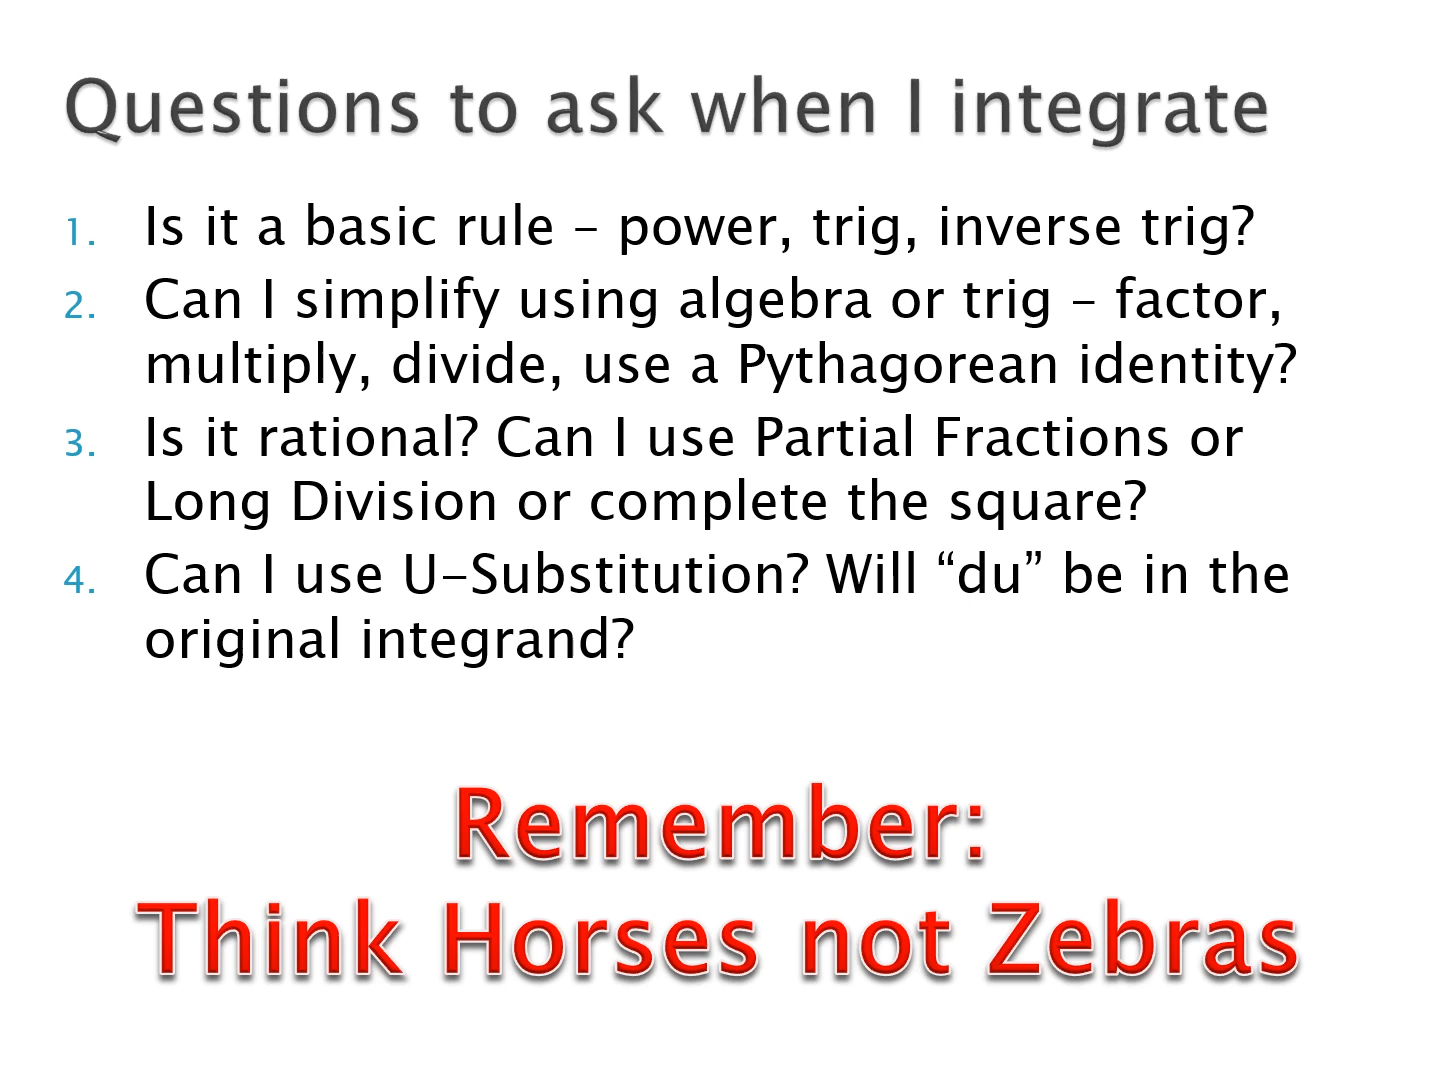 Questions to ask when I integrate
1. Is it a basic rule – power, trig, inverse trig?
2. Can I simplify using algebra or trig – factor,
multiply, divide, use a Pythagorean identity?
3. Is it rational? Can I use Partial Fractions or
Long Division or complete the square?
4. Can I use U-Substitution? Will “du” be in the
original integrand?
Remember:
Think Horses not Zebras